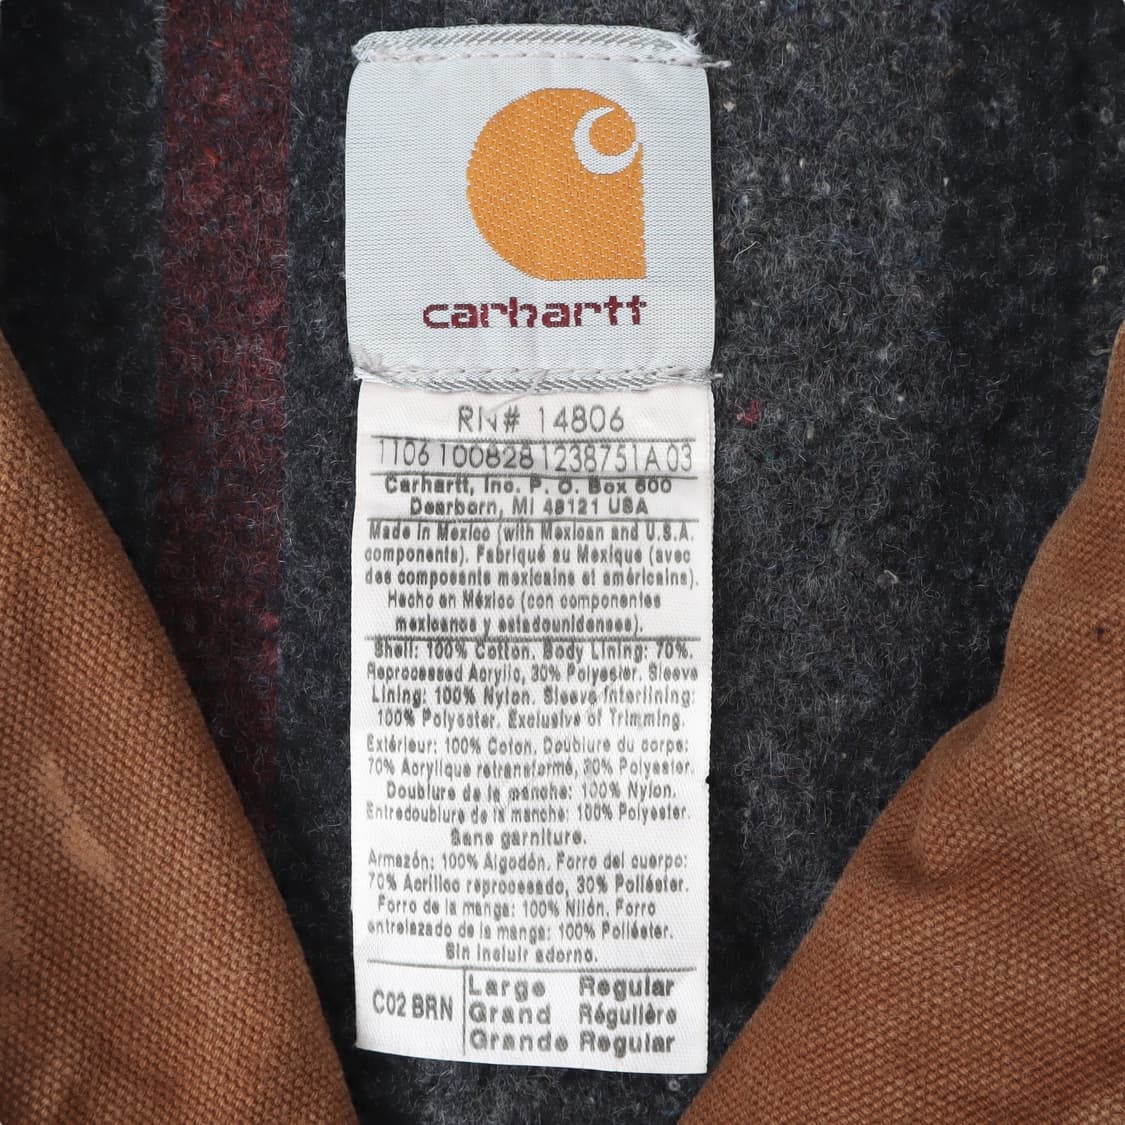 carhartt
RN# 14806
1106 100828 1238751A 03
Carhartt, Inc. P. O. Box 600
Dearborn, MI 48121 USA
Made in Mexico (with Mexican and U.S.A.
components). Fabriqué au Mexique (avec
des composants mexicains et américains).
Hecho en México (con componentes
mexicanos y estadounidenses).
Shell: 100% Cotton. Body Lining: 70%.
Reprocessed Acrylic, 30% Polyester. Sleeve
Lining: 100% Nylon. Sleeve Interlining:
100% Polyester. Exclusive of Trimming.
Extérieur: 100% Coton. Doublure du corps:
70% Acrylique retransformé, 30% Polyester.
Doublure de la manche: 100% Nylon.
Entredoublure de la manche: 100% Polyester.
Sans garniture.
Armazón: 100% Algodón. Forro del cuerpo:
70% Acrílico reprocesado, 30% Poliéster.
Forro de la manga: 100% Nilón. Forro
entrelazado de la manga: 100% Poliéster.
Sin incluir adorno.
C02 BRN
Large Regular
Grand Régulière
Grande Regular